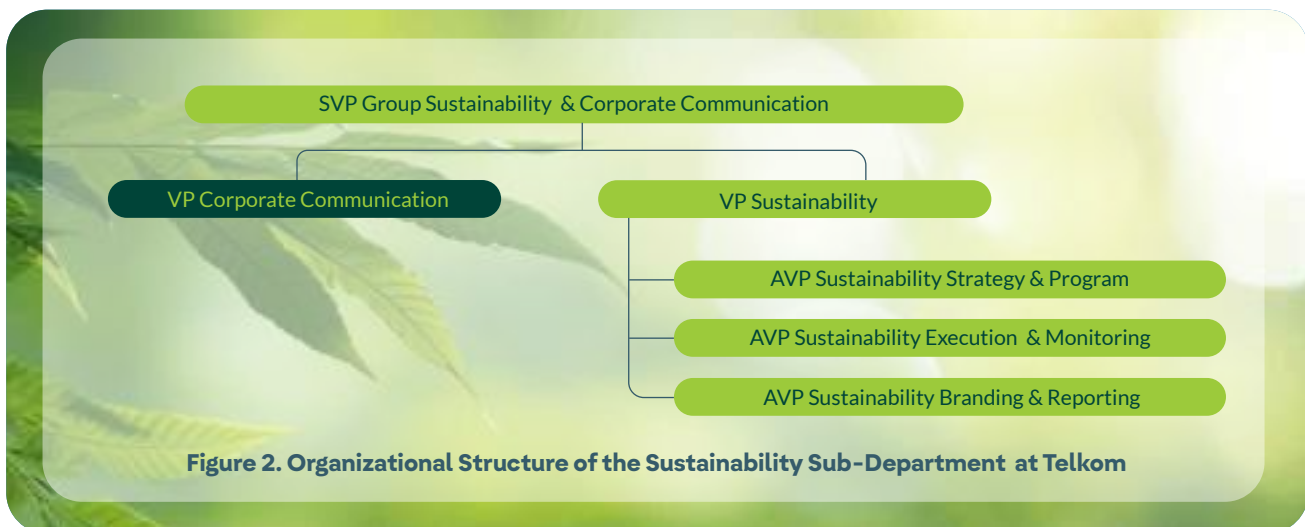 SVP Group Sustainability & Corporate Communication
VP Corporate Communication
VP Sustainability
AVP Sustainability Strategy & Program
AVP Sustainability Execution & Monitoring
AVP Sustainability Branding & Reporting
Figure 2. Organizational Structure of the Sustainability Sub-Department at Telkom